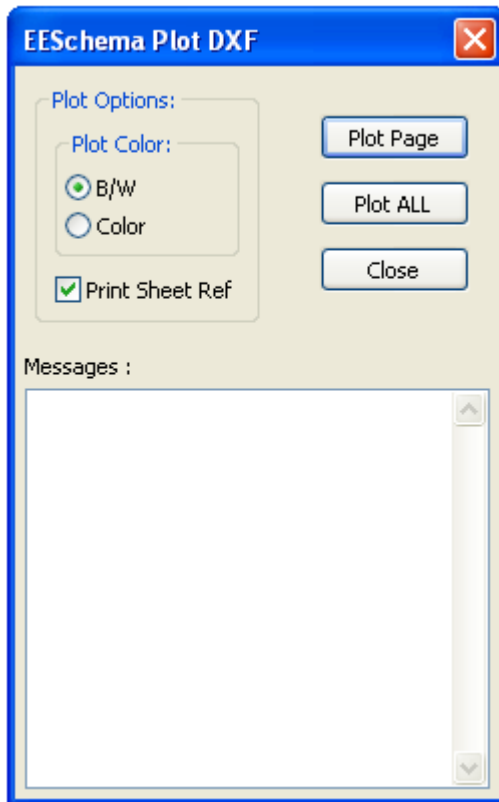 EESchema Plot DXF
Plot Options:
Plot Color:
B/W
Color
Print Sheet Ref
Plot Page
Plot ALL
Close
Messages :